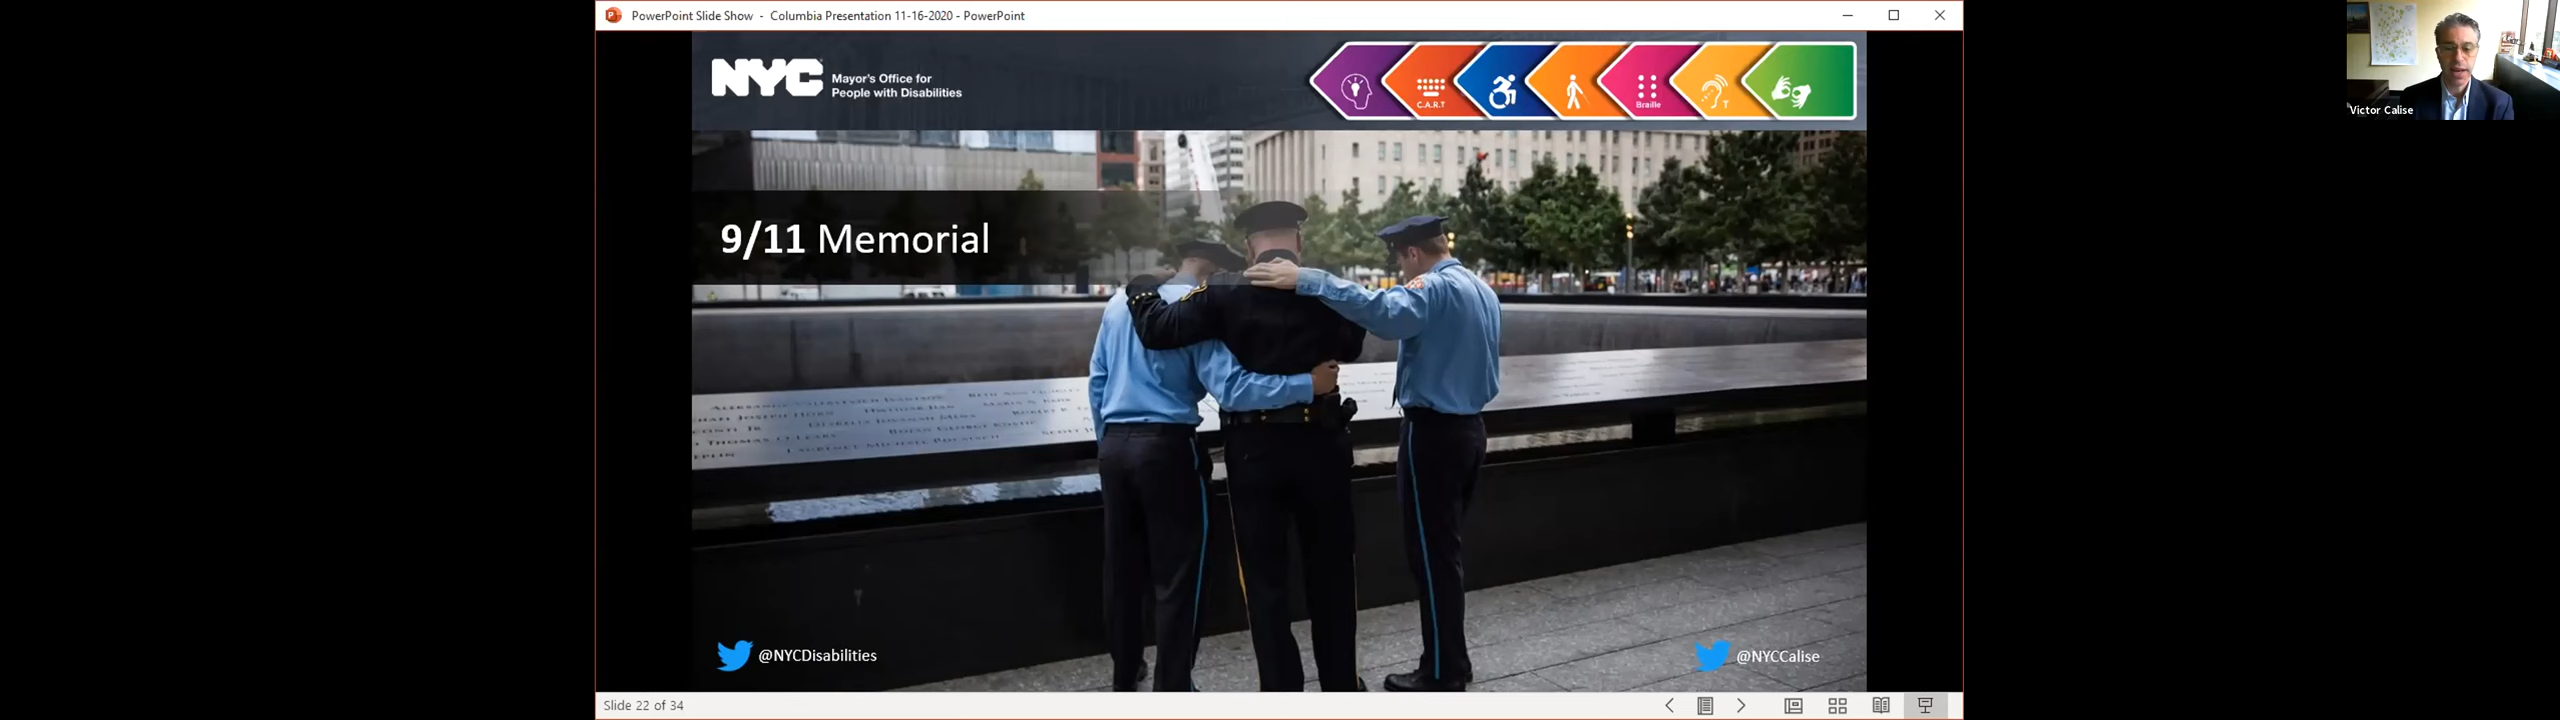 PowerPoint Slide Show - Columbia Presentation 11-16-2020 - PowerPoint
NYC
Mayor's Office for
People with Disabilities
C.A.R.T
Braille
T
Victor Calise
9/11 Memorial
@NYCDisabilities
@NYCCalise
Slide 22 of 34